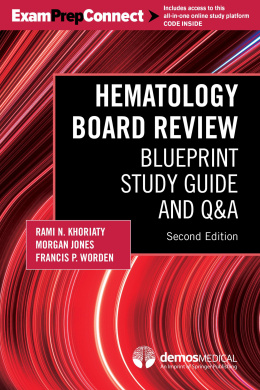 ExamPrepConnect
Includes access to this
all-in-one online study platform
CODE INSIDE
HEMATOLOGY
BOARD REVIEW
BLUEPRINT
STUDY GUIDE
AND Q&A
Second Edition
RAMI N. KHORIATY
MORGAN JONES
FRANCIS P. WORDEN
demosMEDICAL
An Imprint of Springer Publishing